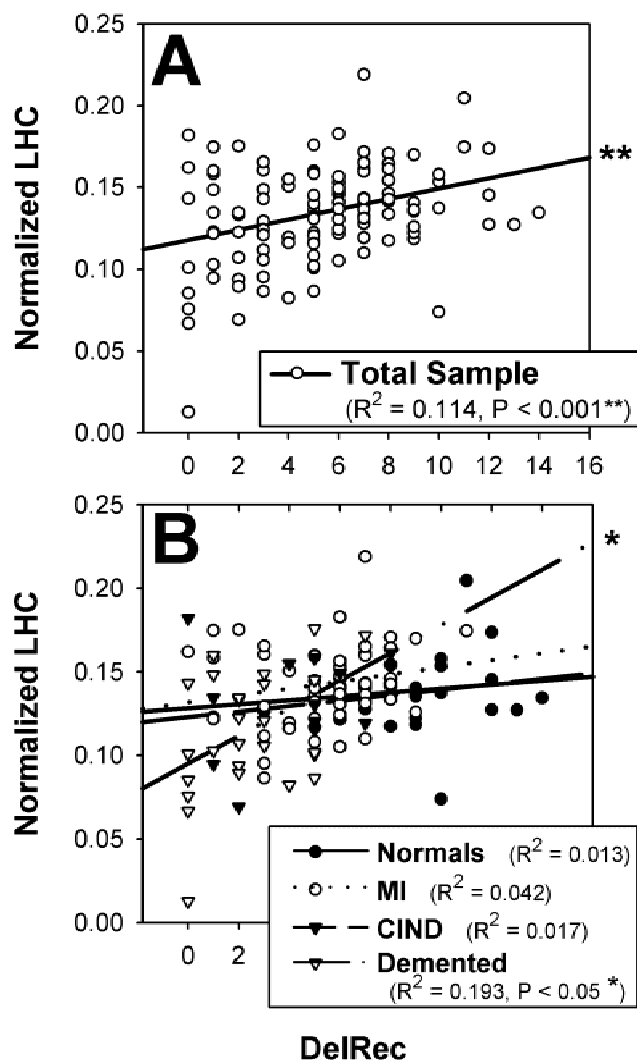 A
0.25
0.20
0.15
0.10
0.05
0.00
Normalized LHC
**
Total Sample
(R² = 0.114, P < 0.001**)
0 2 4 6 8 10 12 14 16
B
0.25
0.20
0.15
0.10
0.05
0.00
Normalized LHC
*
Normals (R² = 0.013)
MI (R² = 0.042)
CIND (R² = 0.017)
Demented
(R² = 0.193, P < 0.05 *)
0 2
DelRec